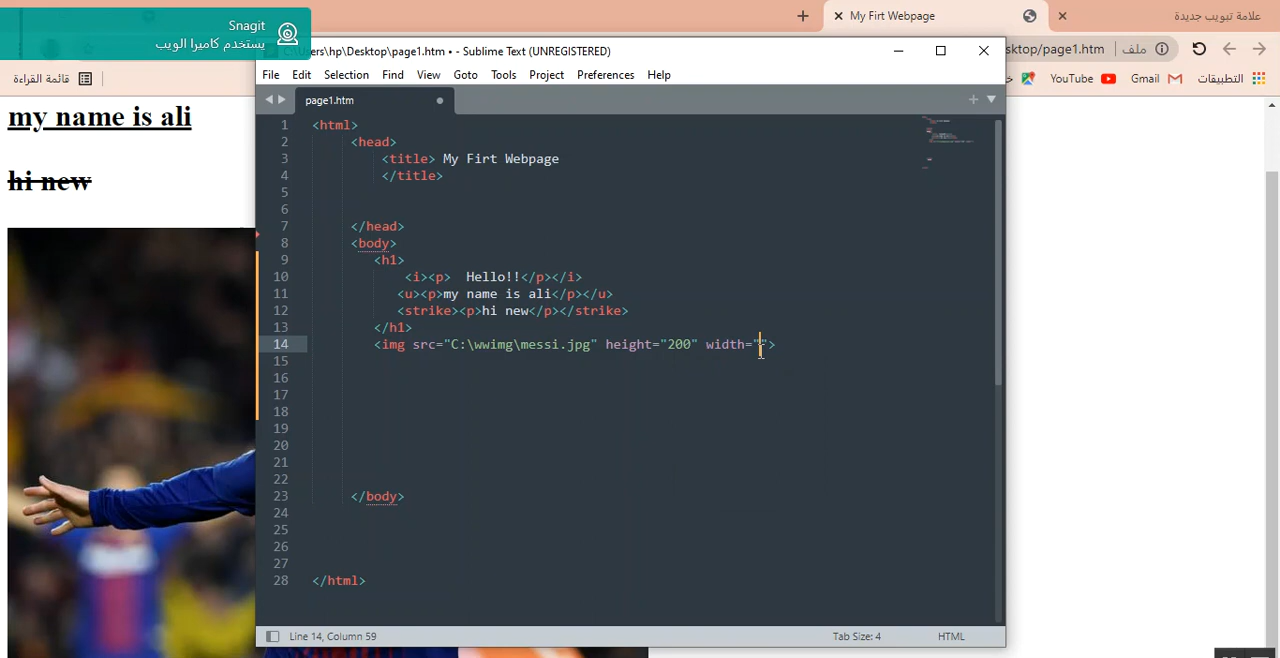 Snagit
يستخدم كاميرا الويب
My Firt Webpage
علامة تبويب جديدة
sktop/page1.htm
ملف
قائمة القراءة
YouTube
Gmail
التطبيقات
my name is ali
hi new
\Users\hp\Desktop\page1.htm • - Sublime Text (UNREGISTERED)
File Edit Selection Find View Goto Tools Project Preferences Help
page1.htm
1 <html>
2 <head>
3 <title> My Firt Webpage
4 </title>
5
6
7 </head>
8 <body>
9 <h1>
10 <i><p>  Hello!!</p></i>
11 <u><p>my name is ali</p></u>
12 <strike><p>hi new</p></strike>
13 </h1>
14 <img src="C:\wwimg\messi.jpg" height="200" width="">
15
16
17
18
19
20
21
22
23 </body>
24
25
26
27
28 </html>
Line 14, Column 59
Tab Size: 4
HTML